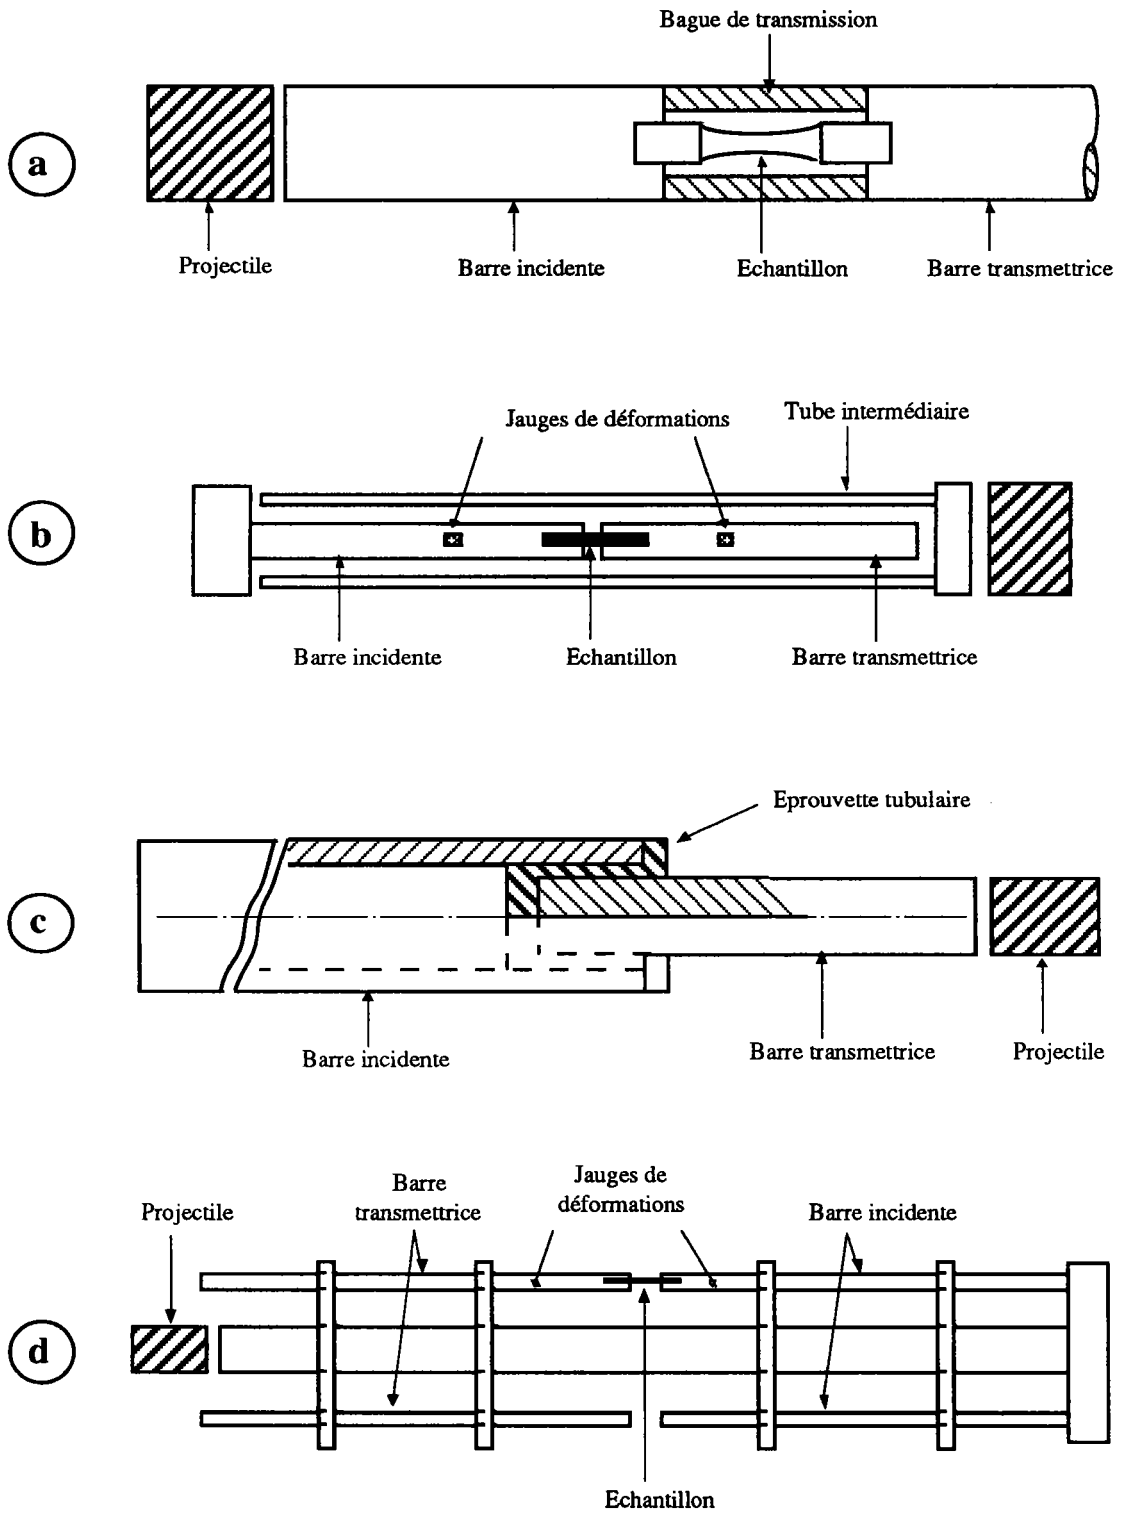 Bague de transmission
a
Projectile
Barre incidente
Echantillon
Barre transmettrice
Jauges de déformations
Tube intermédiaire
b
Barre incidente
Echantillon
Barre transmettrice
Eprouvette tubulaire
c
Barre incidente
Barre transmettrice
Projectile
Projectile
Barre
transmettrice
Jauges de
déformations
Barre incidente
d
Echantillon